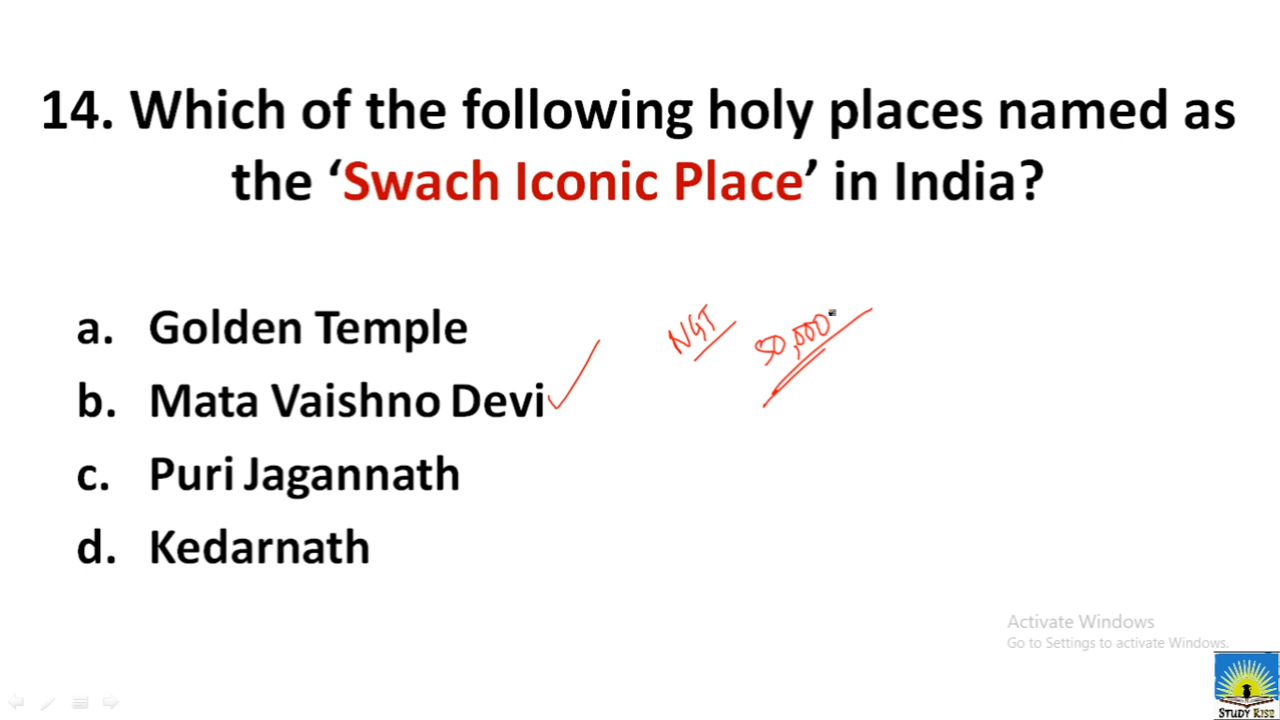 14. Which of the following holy places named as
the ‘Swach Iconic Place’ in India?
a. Golden Temple
b. Mata Vaishno Devi
c. Puri Jagannath
d. Kedarnath
NGT
50,000
Activate Windows
Go to Settings to activate Windows.
STUDY RISE